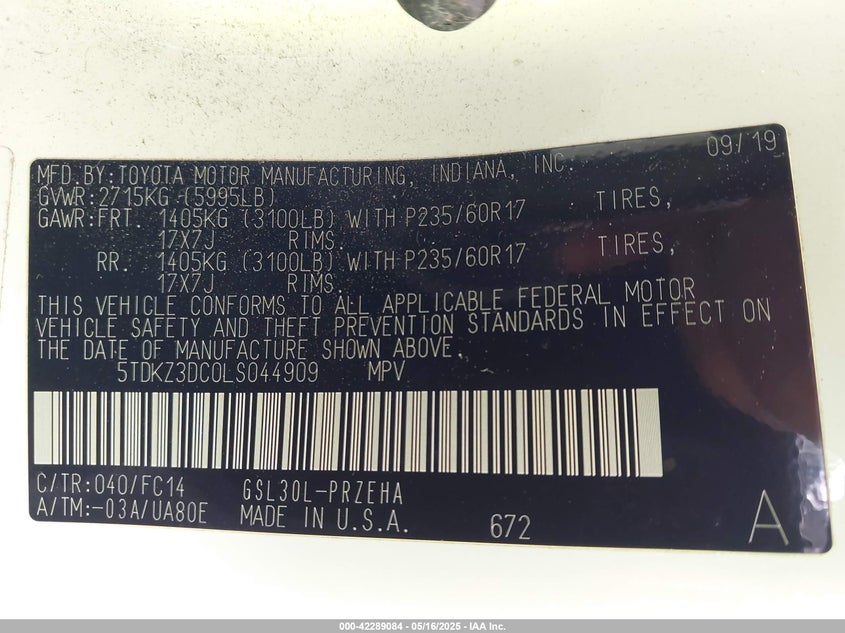 09/19
MFD. BY: TOYOTA MOTOR MANUFACTURING, INDIANA, INC.
GVWR: 2715KG (5995LB)
GAWR: FRT. 1405KG (3100LB) WITH P235/60R17 TIRES,
17X7J RIMS.
RR. 1405KG (3100LB) WITH P235/60R17 TIRES,
17X7J RIMS.
THIS VEHICLE CONFORMS TO ALL APPLICABLE FEDERAL MOTOR
VEHICLE SAFETY AND THEFT PREVENTION STANDARDS IN EFFECT ON
THE DATE OF MANUFACTURE SHOWN ABOVE.
5TDKZ3DC0LS044909 MPV
C/TR: 040/FC14 GSL30L-PRZEHA
A/TM: -03A/UA80E MADE IN U.S.A. 672 A
000-42289084 - 05/16/2025 - IAA Inc.